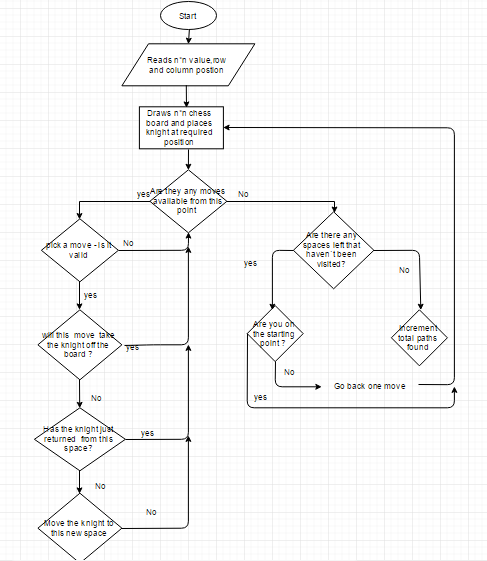 Start
Reads n*n value,row
and column postion
Draws n*n chess
board and places
knight at required
position
Are they any moves
available from this
point
yes
No
pick a move - is it
valid
No
yes
Are there any
spaces left that
haven't been
visited?
yes
No
will this move take
the knight off the
board ?
yes
No
Are you on
the starting
point ?
No
yes
Increment
total paths
found
Go back one move
Has the knight just
returned from this
space?
yes
No
Move the knight to
this new space
No